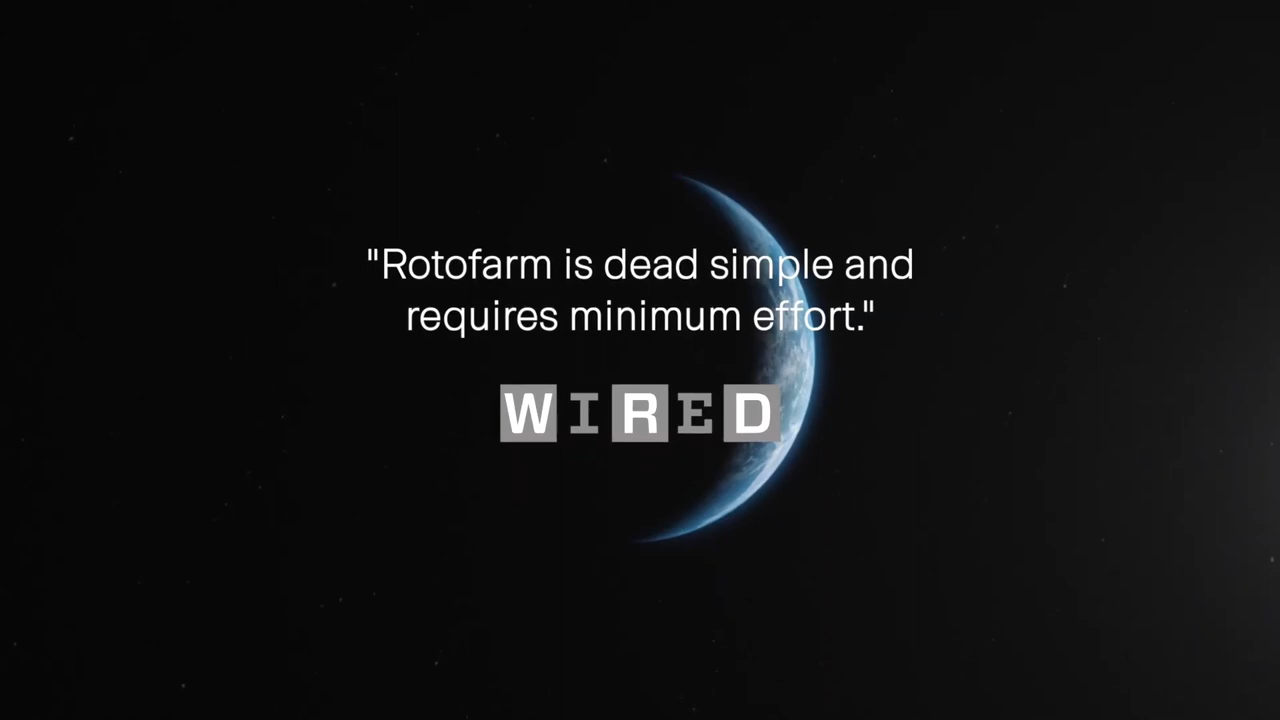 "Rotofarm is dead simple and
requires minimum effort."
WIRED